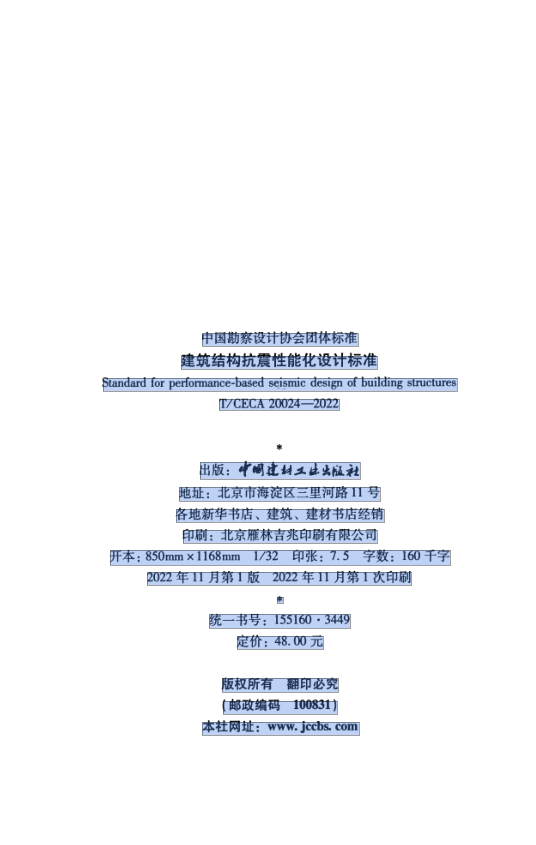 中国勘察设计协会团体标准
建筑结构抗震性能化设计标准
Standard for performance-based seismic design of building structures
T/CECA 20024—2022
*
出版：中国建材工业出版社
地址：北京市海淀区三里河路 11 号
各地新华书店、建筑、建材书店经销
印刷：北京雁林吉兆印刷有限公司
开本：850mm×1168mm 1/32 印张：7.5 字数：160 千字
2022 年 11 月第 1 版 2022 年 11 月第 1 次印刷
*
统一书号：155160·3449
定价：48.00 元
版权所有 翻印必究
（邮政编码 100831）
本社网址：www.jccbs.com